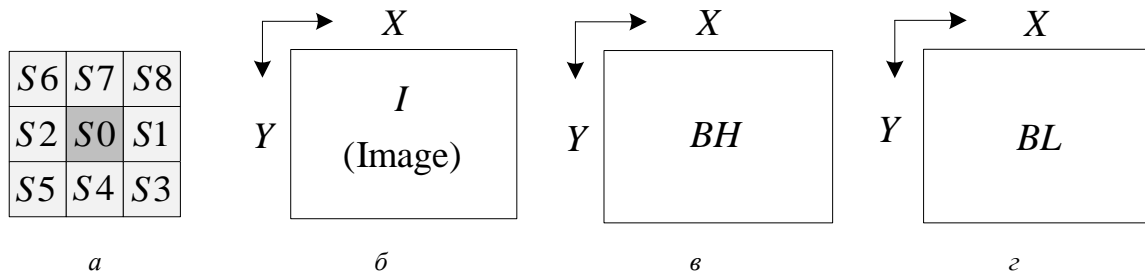 S6 S7 S8
S2 S0 S1
S5 S4 S3
а
X
Y
I
(Image)
б
X
Y
BH
в
X
Y
BL
г